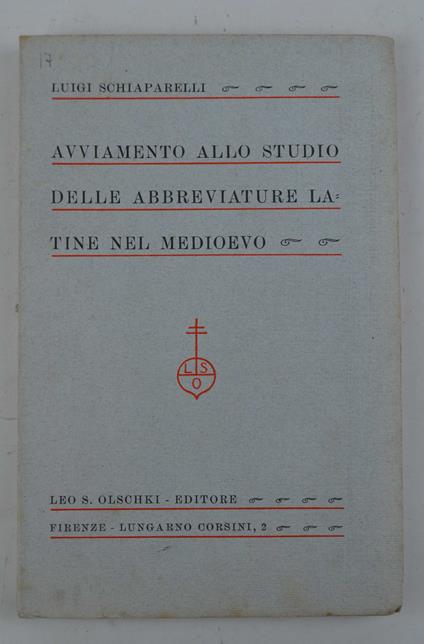 17
LUIGI SCHIAPARELLI
AVVIAMENTO ALLO STUDIO
DELLE ABBREVIATURE LA-
TINE NEL MEDIOEVO
L S
O
LEO S. OLSCHKI - EDITORE
FIRENZE - LUNGARNO CORSINI, 2